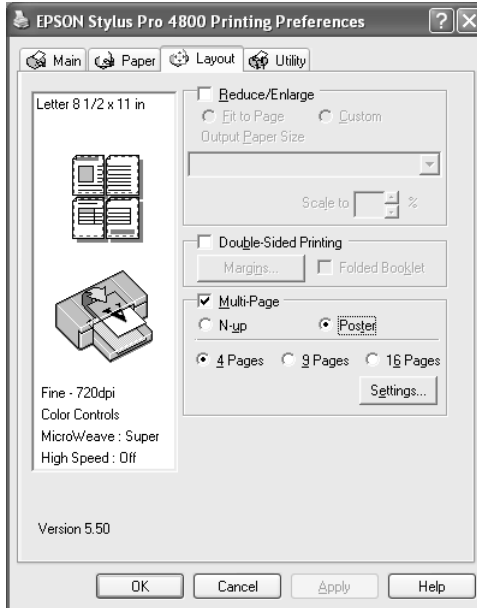 EPSON Stylus Pro 4800 Printing Preferences
Main Paper Layout Utility
Letter 8 1/2 x 11 in
Reduce/Enlarge
Fit to Page Custom
Output Paper Size
Scale to %
Double-Sided Printing
Margins... Folded Booklet
Multi-Page
N-up Poster
4 Pages 9 Pages 16 Pages
Settings...
Fine - 720dpi
Color Controls
MicroWeave : Super
High Speed : Off
Version 5.50
OK Cancel Apply Help